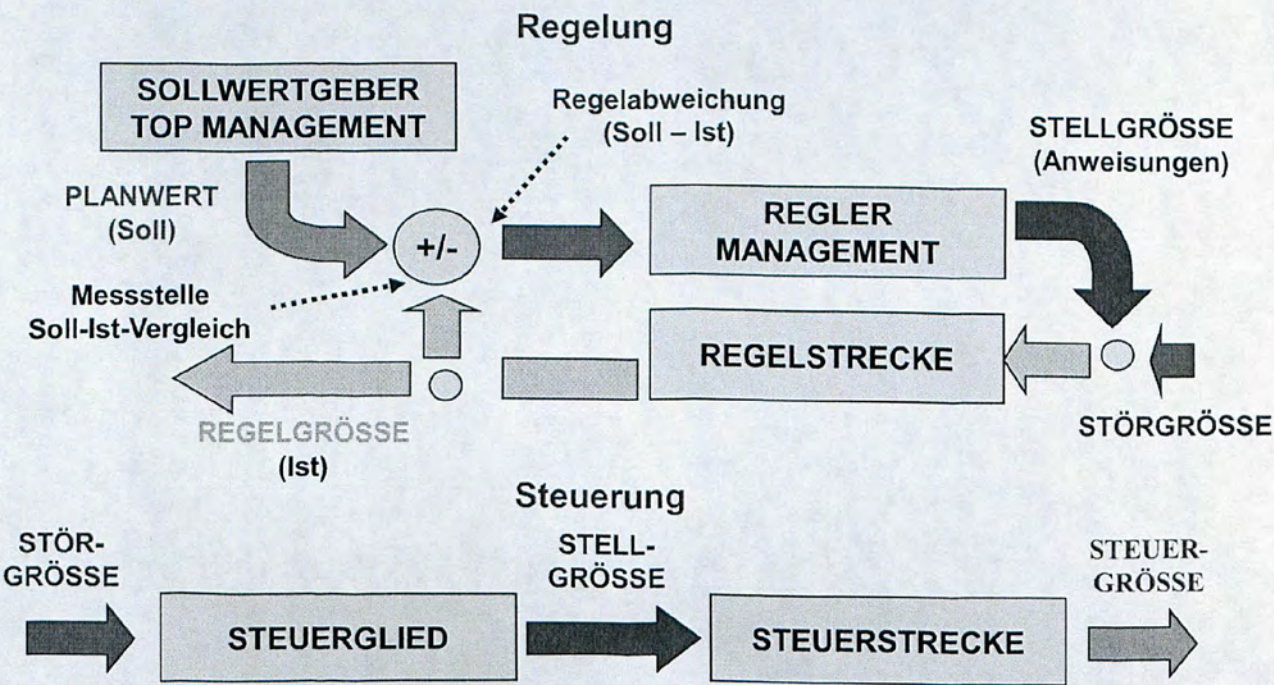 Regelung
SOLLWERTGEBER
TOP MANAGEMENT
Regelabweichung
(Soll – Ist)
STELLGRÖSSE
(Anweisungen)
PLANWERT
(Soll)
+/-
REGLER
MANAGEMENT
Messstelle
Soll-Ist-Vergleich
REGELSTRECKE
REGELGRÖSSE
(Ist)
STÖRGRÖSSE
Steuerung
STÖR-
GRÖSSE
STELL-
GRÖSSE
STEUER-
GRÖSSE
STEUERGLIED
STEUERSTRECKE